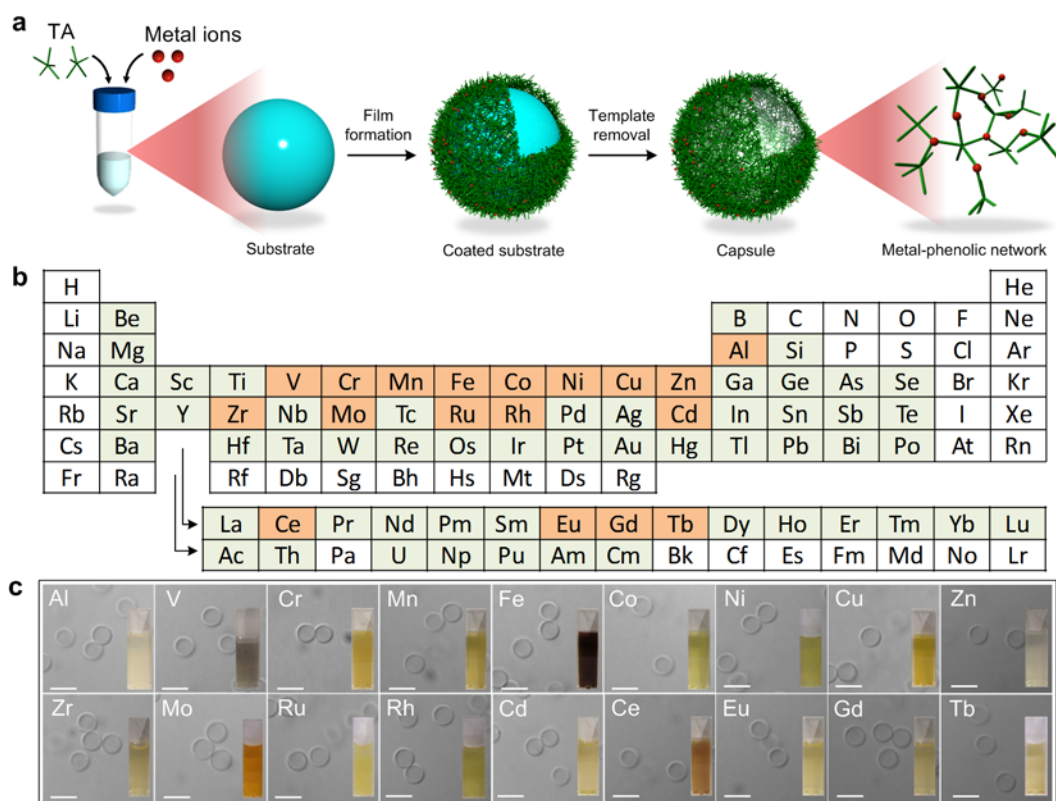 a
TA
Metal ions
Film
formation
Template
removal
Substrate
Coated substrate
Capsule
Metal-phenolic network
b
H He
Li Be B C N O F Ne
Na Mg Al Si P S Cl Ar
K Ca Sc Ti V Cr Mn Fe Co Ni Cu Zn Ga Ge As Se Br Kr
Rb Sr Y Zr Nb Mo Tc Ru Rh Pd Ag Cd In Sn Sb Te I Xe
Cs Ba Hf Ta W Re Os Ir Pt Au Hg Tl Pb Bi Po At Rn
Fr Ra Rf Db Sg Bh Hs Mt Ds Rg
La Ce Pr Nd Pm Sm Eu Gd Tb Dy Ho Er Tm Yb Lu
Ac Th Pa U Np Pu Am Cm Bk Cf Es Fm Md No Lr
c
Al V Cr Mn Fe Co Ni Cu Zn
Zr Mo Ru Rh Cd Ce Eu Gd Tb